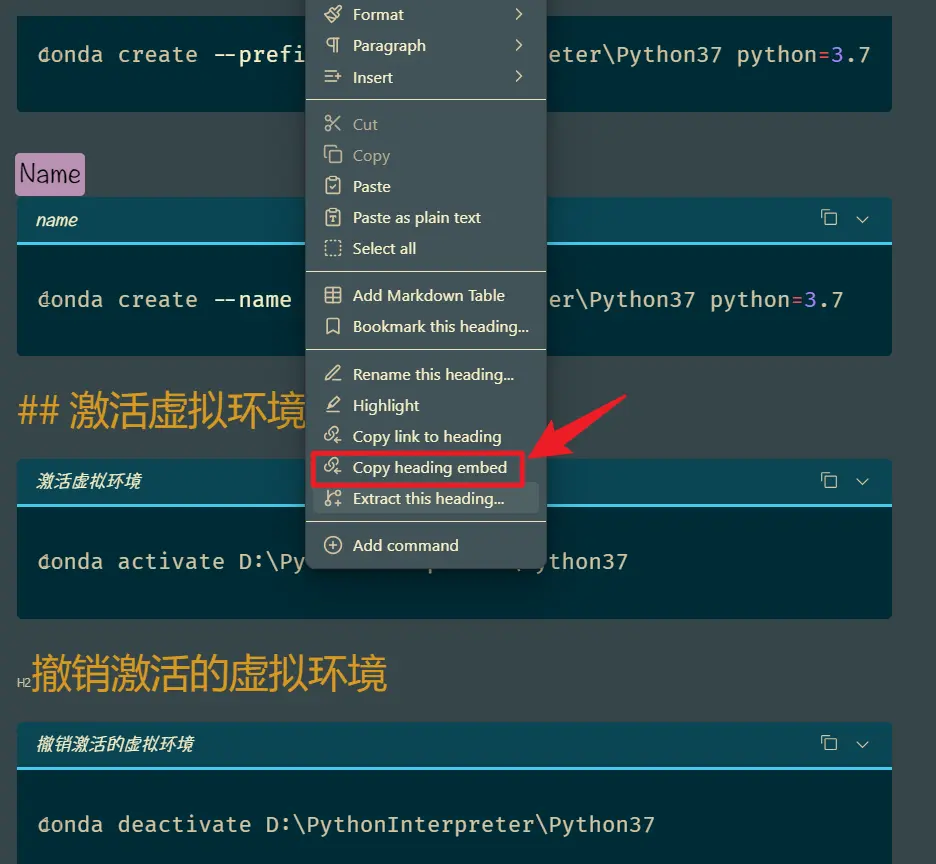 Format
Paragraph
Insert
conda create --prefi eter\Python37 python=3.7
Cut
Copy
Paste
Paste as plain text
Select all
Name
name
Add Markdown Table
Bookmark this heading...
conda create --name er\Python37 python=3.7
Rename this heading...
Highlight
Copy link to heading
Copy heading embed
Extract this heading...
Add command
## 激活虚拟环境
激活虚拟环境
conda activate D:\Py ython37
H2 撤销激活的虚拟环境
撤销激活的虚拟环境
conda deactivate D:\PythonInterpreter\Python37